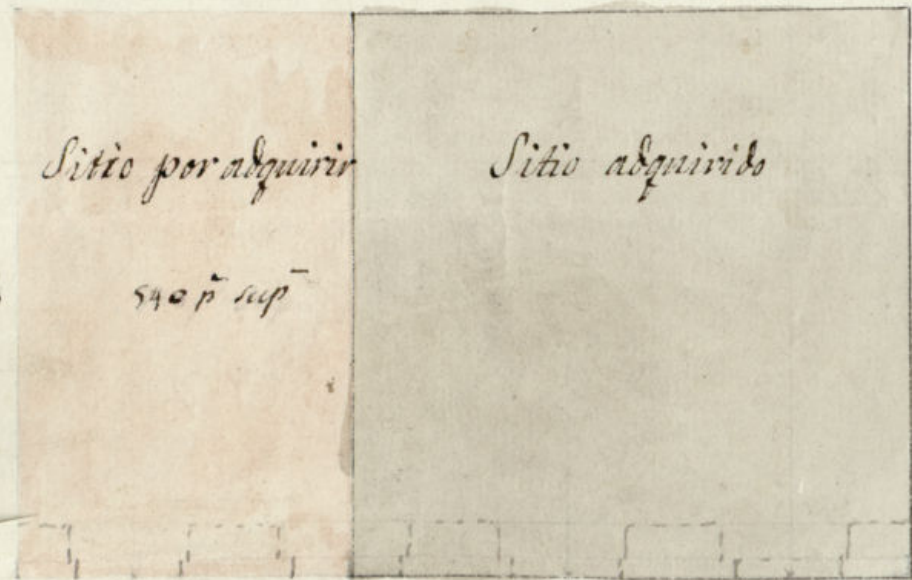 Sitio por adquirir
Sitio adquirido
540 p̃ sup̄